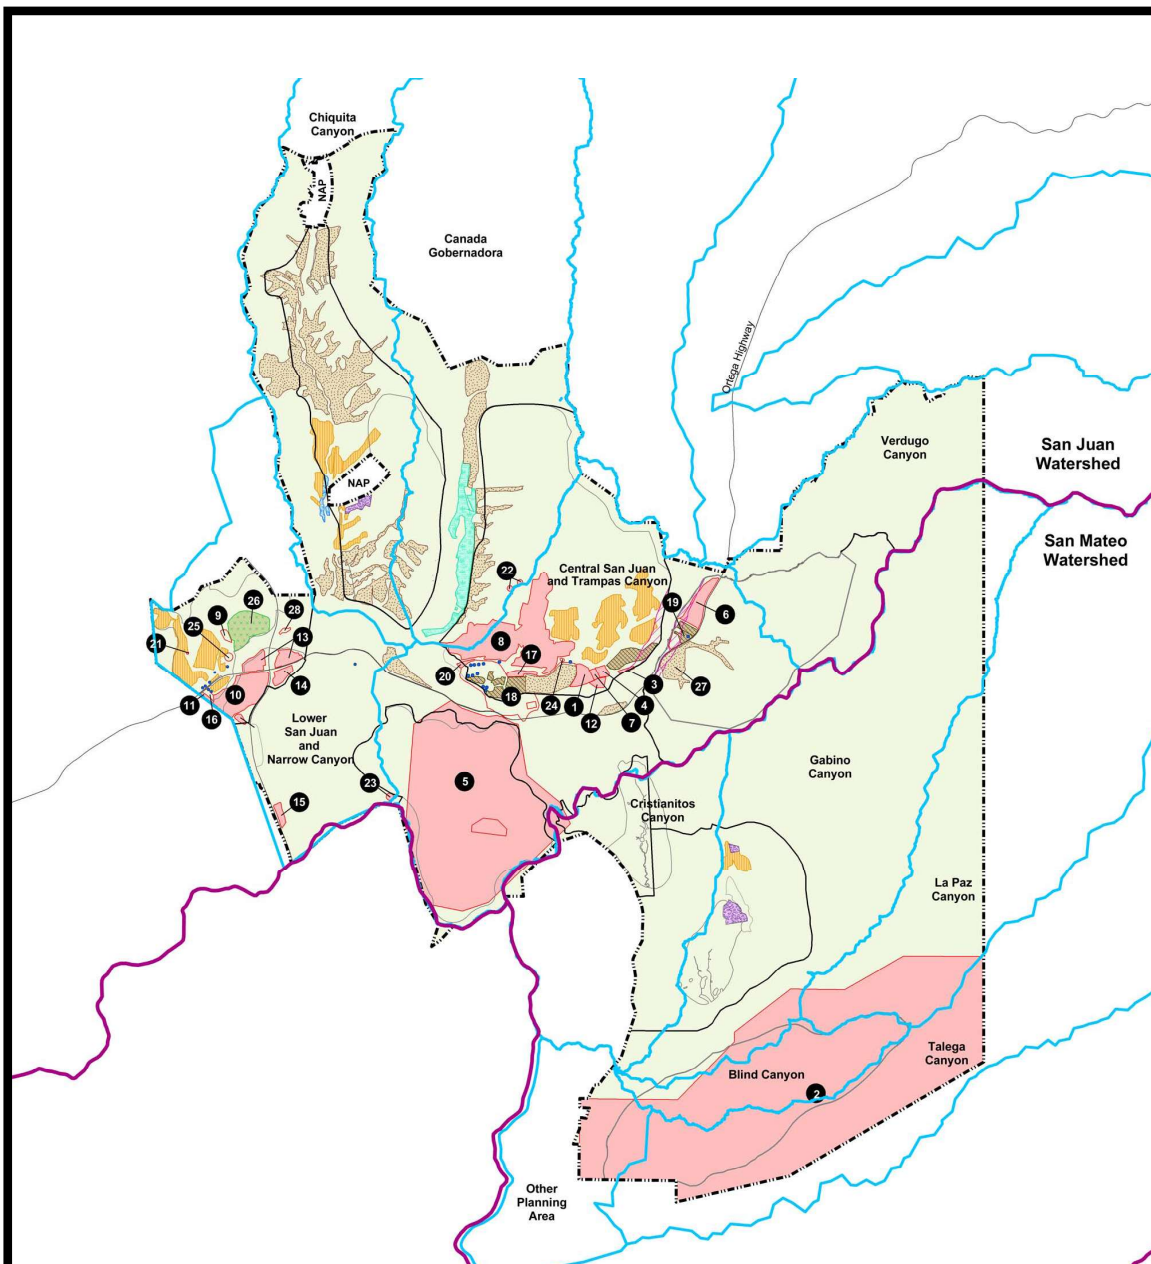 Chiquita
Canyon
NAP
Canada
Gobernadora
Ortega Highway
Verdugo
Canyon
San Juan
Watershed
San Mateo
Watershed
NAP
22
Central San Juan
and Trampas Canyon
19
6
9
26
28
25
13
21
8
17
20
10
14
3
27
11
16
18
24
1
12
7
4
Lower
San Juan
and
Narrow Canyon
5
23
15
Gabino
Canyon
Cristianitos
Canyon
La Paz
Canyon
Talega
Canyon
Blind Canyon
2
Other
Planning
Area